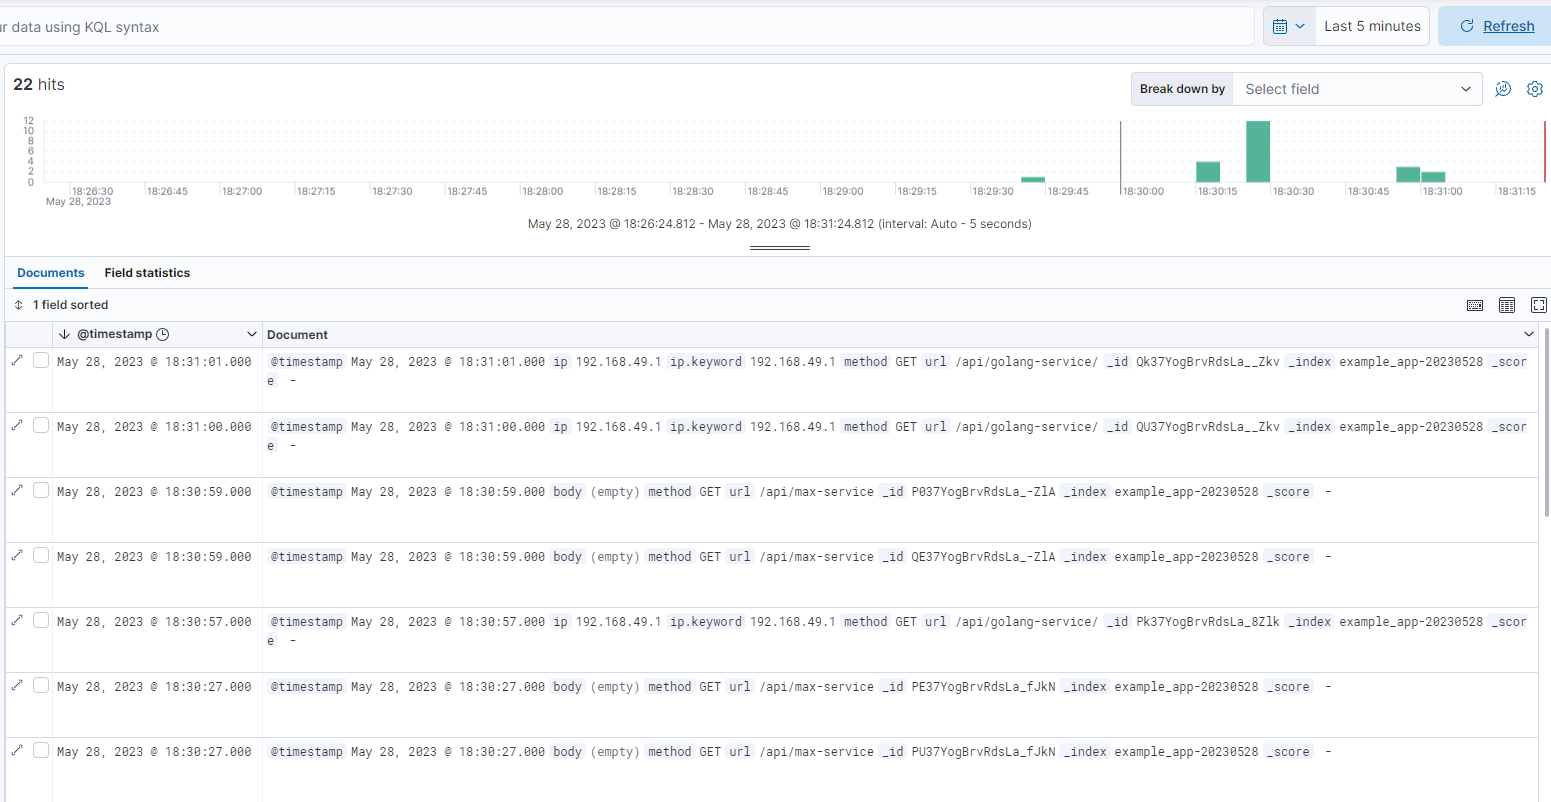 ur data using KQL syntax
Last 5 minutes
Refresh
22 hits
Break down by Select field
12
10
8
6
4
2
0
18:26:30 18:26:45 18:27:00 18:27:15 18:27:30 18:27:45 18:28:00 18:28:15 18:28:30 18:28:45 18:29:00 18:29:15 18:29:30 18:29:45 18:30:00 18:30:15 18:30:30 18:30:45 18:31:00 18:31:15
May 28, 2023
May 28, 2023 @ 18:26:24.812 - May 28, 2023 @ 18:31:24.812 (interval: Auto - 5 seconds)
Documents Field statistics
1 field sorted
@timestamp Document
May 28, 2023 @ 18:31:01.000 @timestamp May 28, 2023 @ 18:31:01.000 ip 192.168.49.1 ip.keyword 192.168.49.1 method GET url /api/golang-service/ _id Qk37YogBrvRdsLa__Zkv _index example_app-20230528 _scor
e -
May 28, 2023 @ 18:31:00.000 @timestamp May 28, 2023 @ 18:31:00.000 ip 192.168.49.1 ip.keyword 192.168.49.1 method GET url /api/golang-service/ _id QU37YogBrvRdsLa__Zkv _index example_app-20230528 _scor
e -
May 28, 2023 @ 18:30:59.000 @timestamp May 28, 2023 @ 18:30:59.000 body (empty) method GET url /api/max-service _id P037YogBrvRdsLa_-ZlA _index example_app-20230528 _score -
May 28, 2023 @ 18:30:59.000 @timestamp May 28, 2023 @ 18:30:59.000 body (empty) method GET url /api/max-service _id QE37YogBrvRdsLa_-ZlA _index example_app-20230528 _score -
May 28, 2023 @ 18:30:57.000 @timestamp May 28, 2023 @ 18:30:57.000 ip 192.168.49.1 ip.keyword 192.168.49.1 method GET url /api/golang-service/ _id Pk37YogBrvRdsLa_8Zlk _index example_app-20230528 _scor
e -
May 28, 2023 @ 18:30:27.000 @timestamp May 28, 2023 @ 18:30:27.000 body (empty) method GET url /api/max-service _id PE37YogBrvRdsLa_fJkN _index example_app-20230528 _score -
May 28, 2023 @ 18:30:27.000 @timestamp May 28, 2023 @ 18:30:27.000 body (empty) method GET url /api/max-service _id PU37YogBrvRdsLa_fJkN _index example_app-20230528 _score -